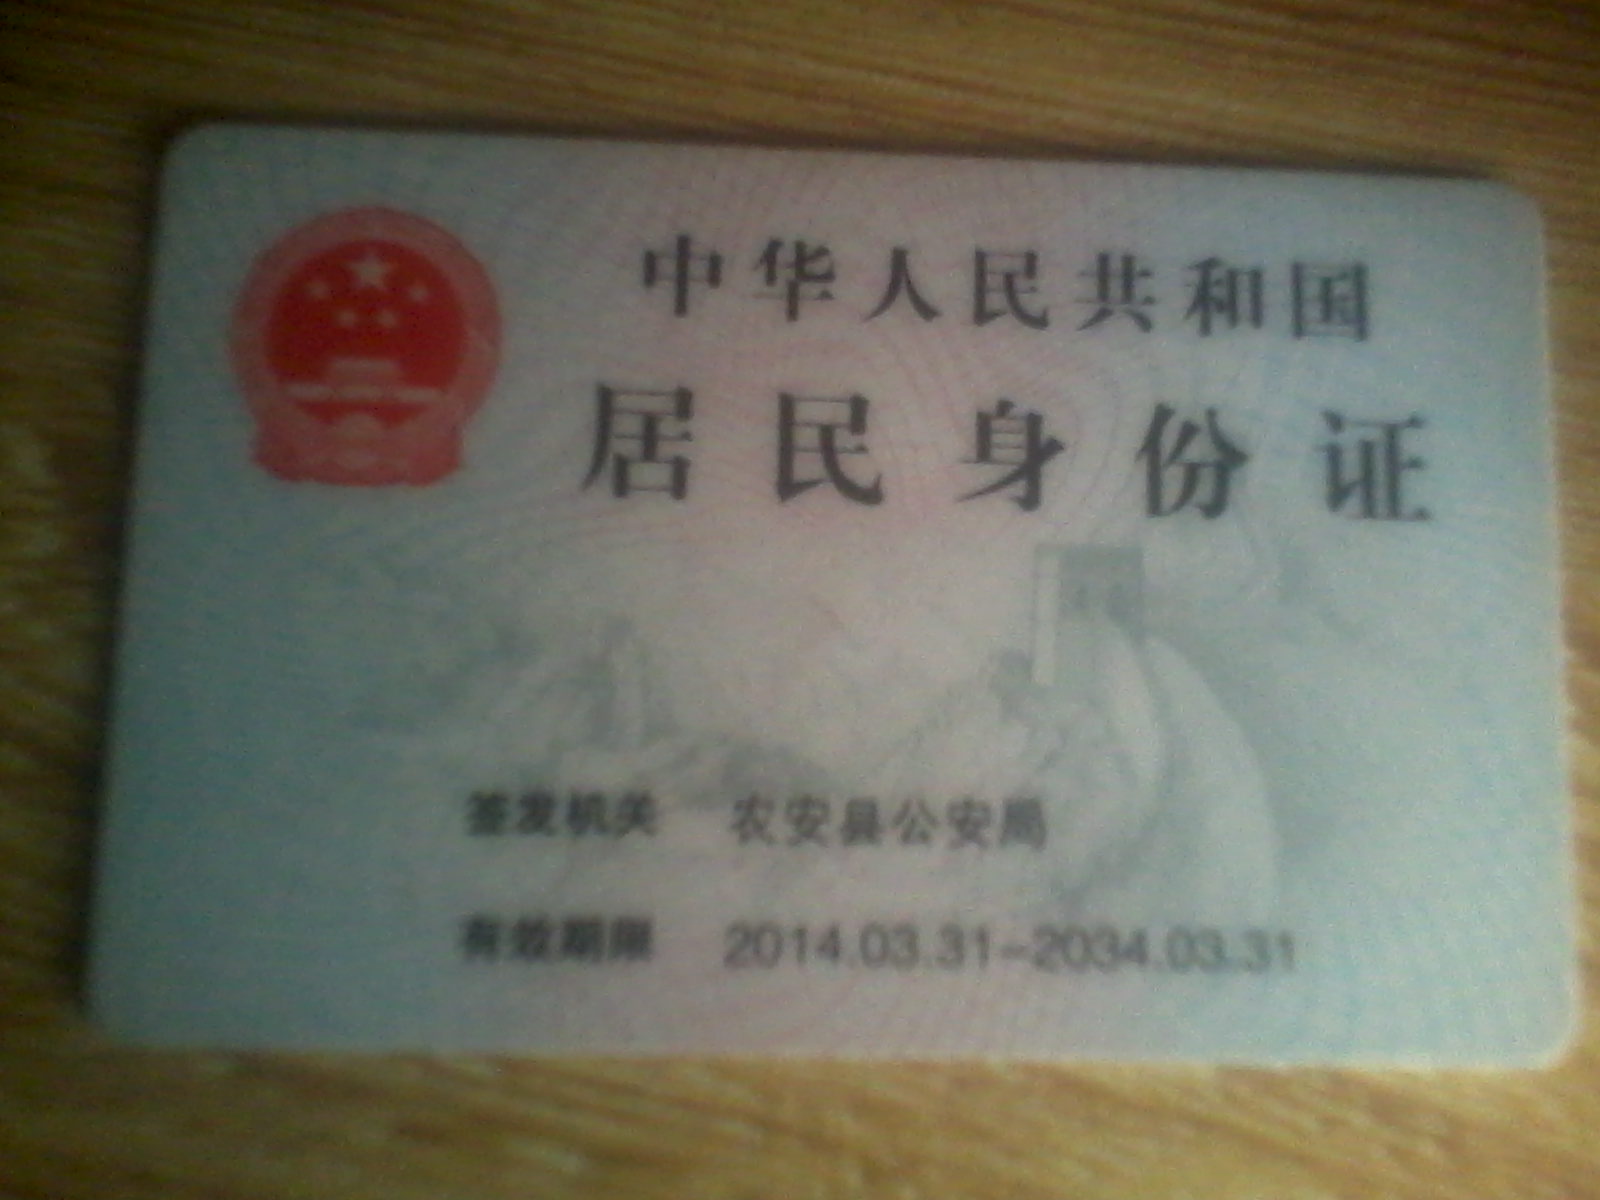 中华人民共和国
居民身份证
签发机关 农安县公安局
有效期限 2014.03.31-2034.03.31